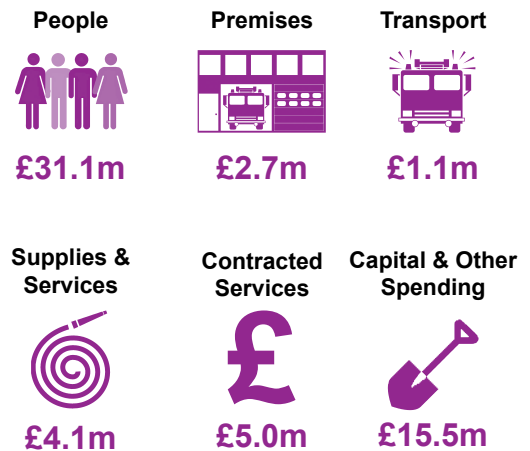 People
£31.1m
Premises
£2.7m
Transport
£1.1m
Supplies &
Services
£4.1m
Contracted
Services
£
£5.0m
Capital & Other
Spending
£15.5m